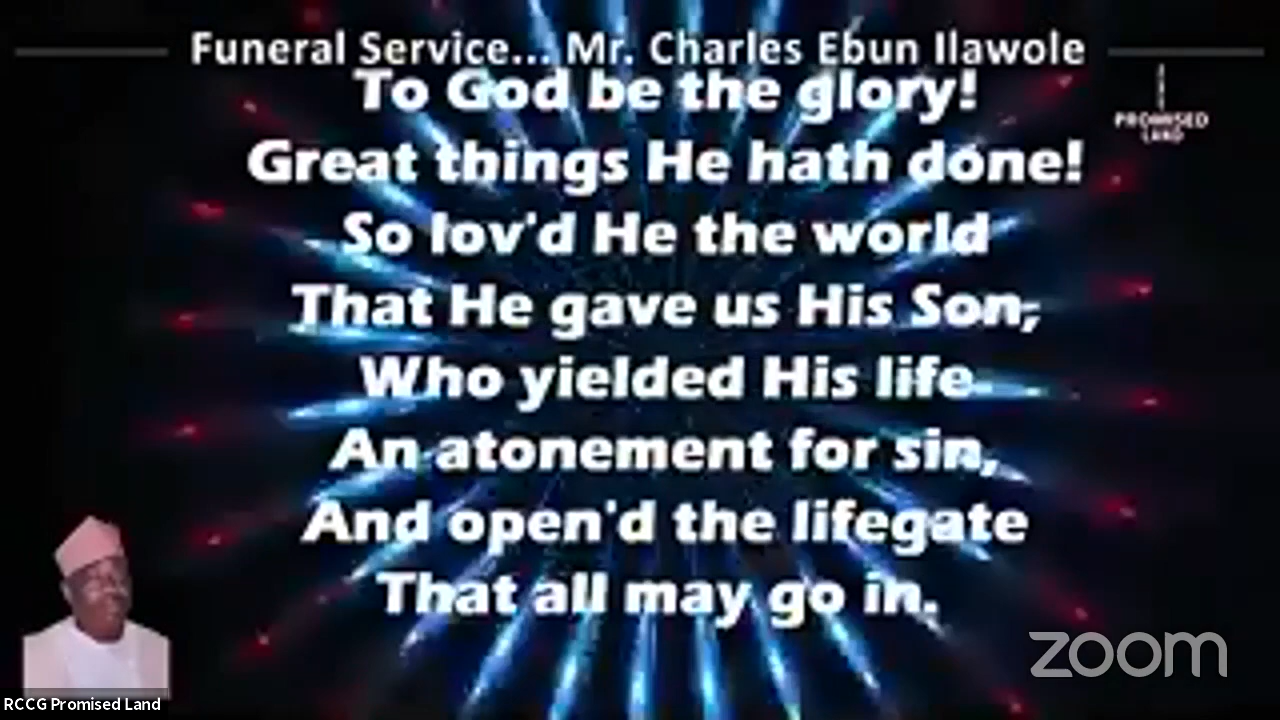 Funeral Service... Mr. Charles Ebun Ilawole
To God be the glory!
PROMISED
LAND
Great things He hath done!
So lov'd He the world
That He gave us His Son,
Who yielded His life
An atonement for sin,
And open'd the lifegate
That all may go in.
zoom
RCCG Promised Land